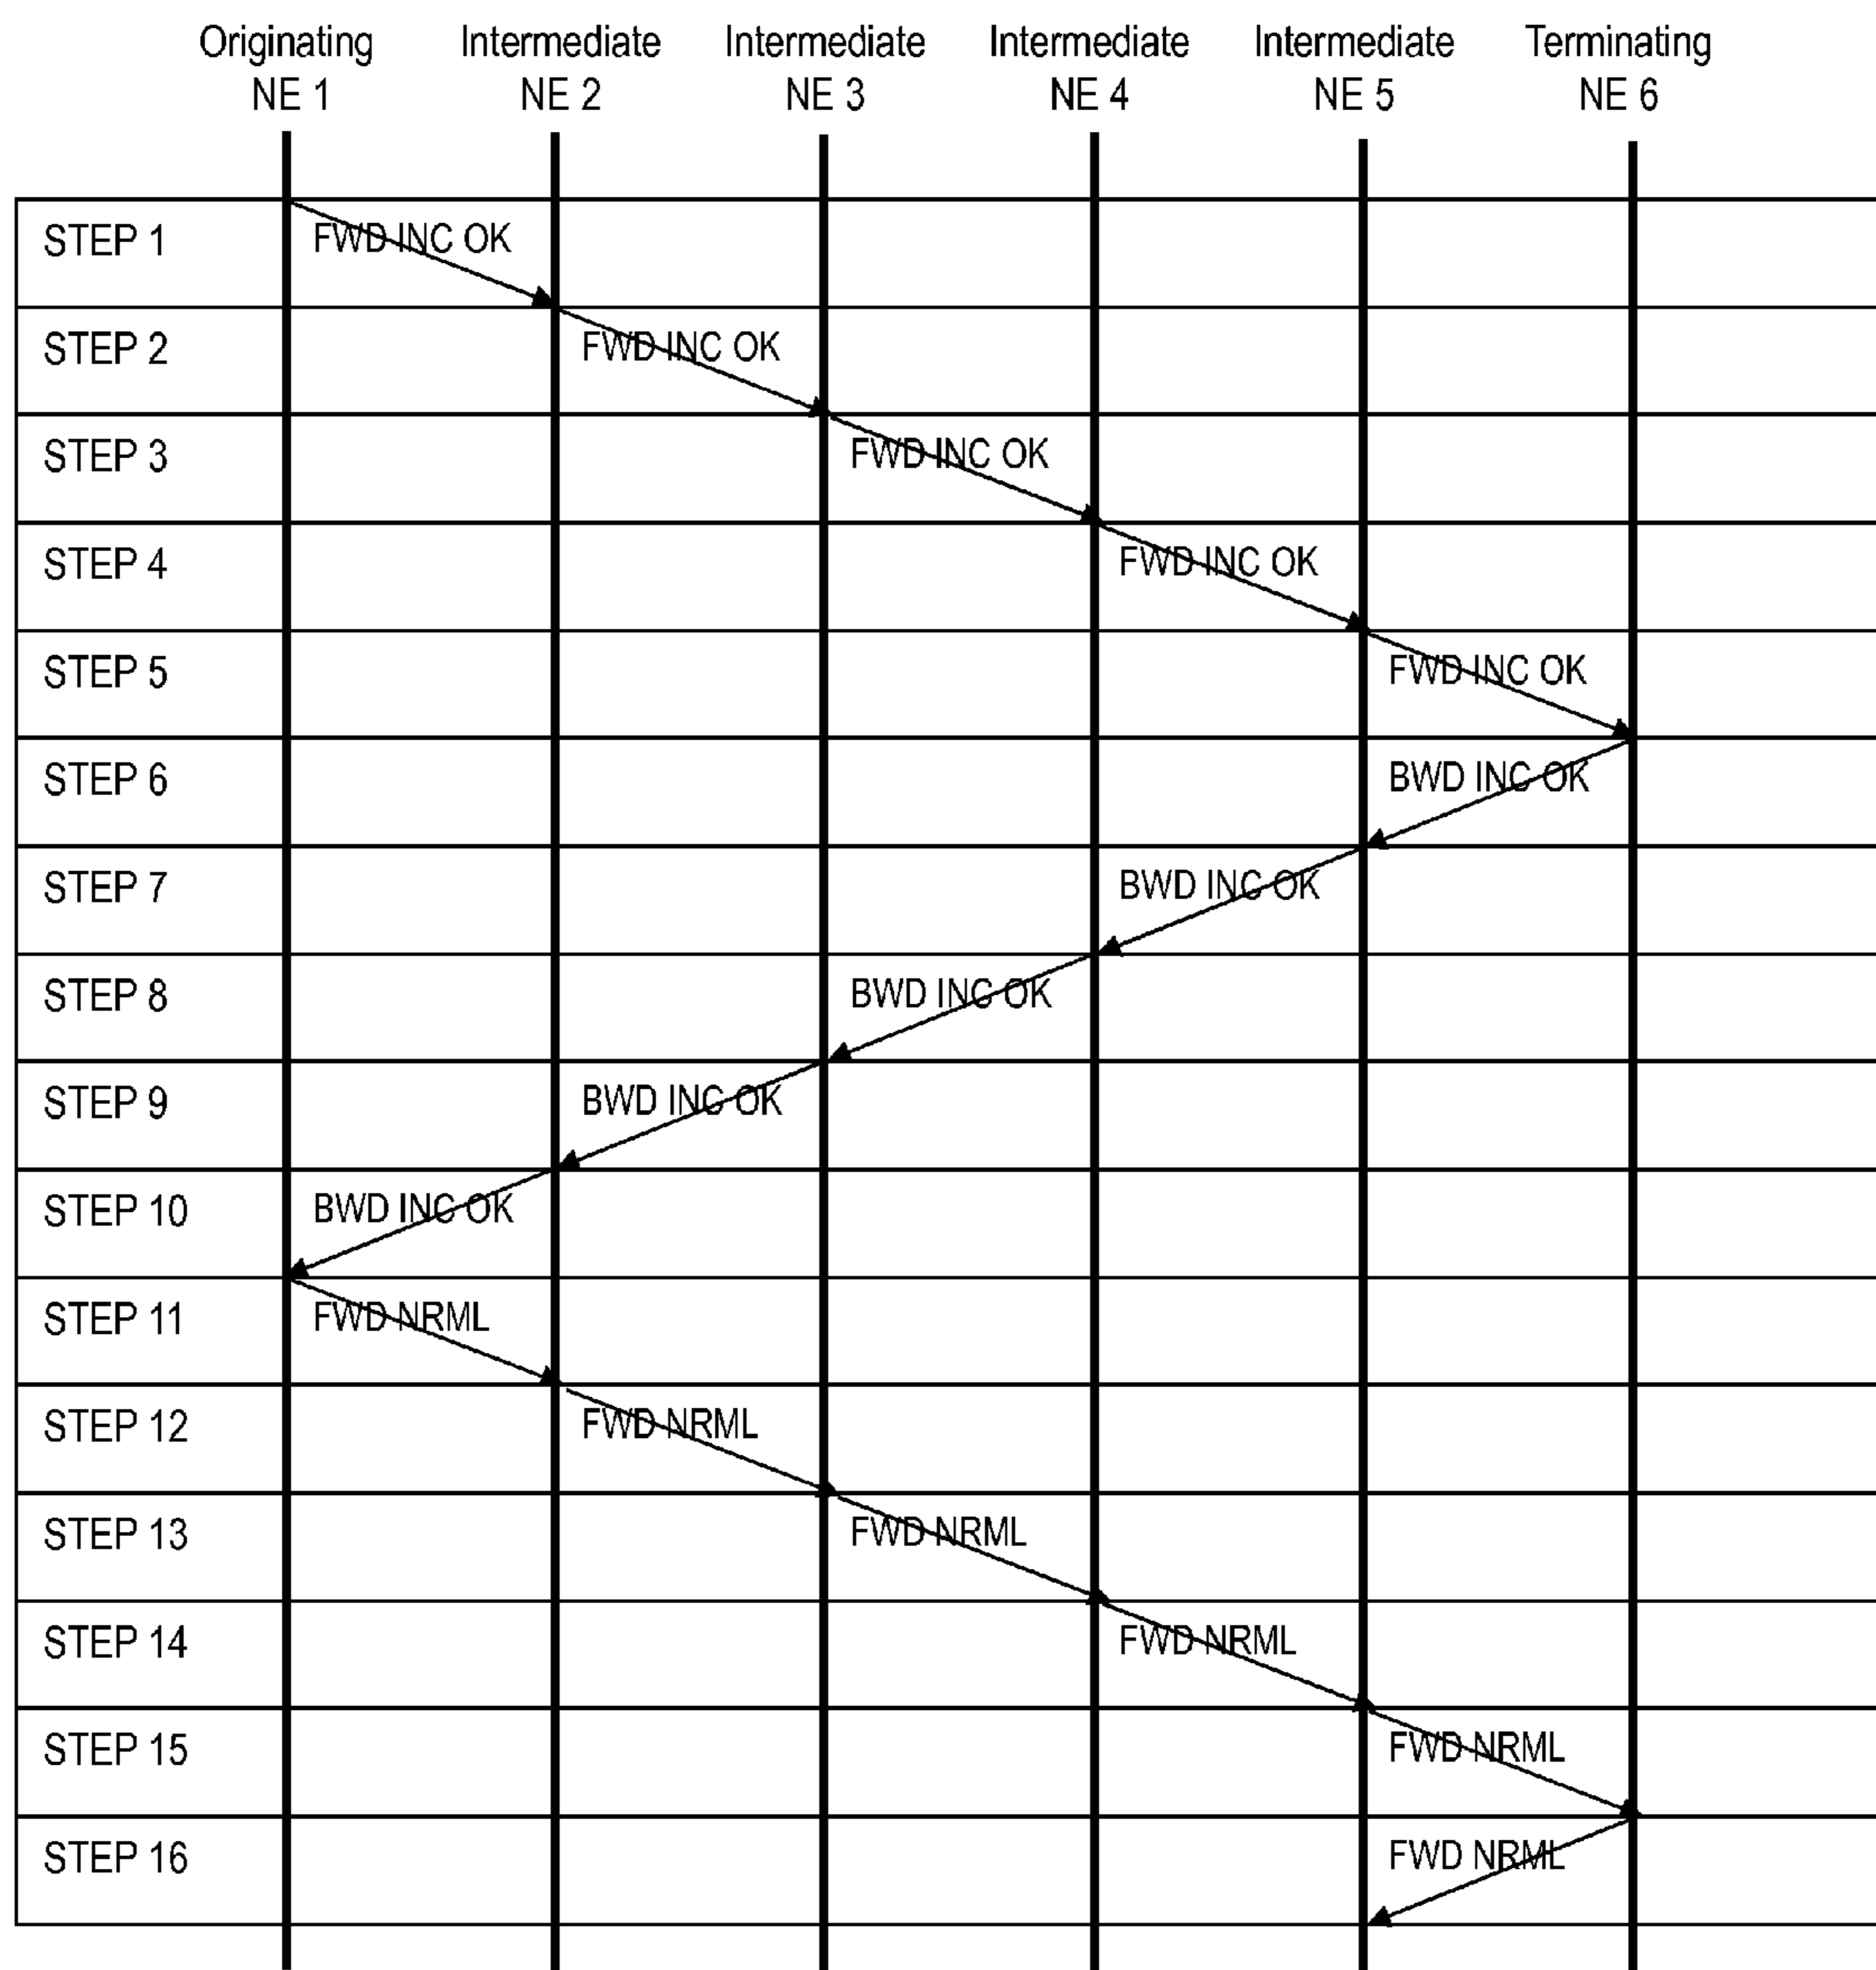 Originating Intermediate Intermediate Intermediate Intermediate Terminating
NE 1 NE 2 NE 3 NE 4 NE 5 NE 6
STEP 1 FWD INC OK
STEP 2 FWD INC OK
STEP 3 FWD INC OK
STEP 4 FWD INC OK
STEP 5 FWD INC OK
STEP 6 BWD INC OK
STEP 7 BWD INC OK
STEP 8 BWD INC OK
STEP 9 BWD INC OK
STEP 10 BWD INC OK
STEP 11 FWD NRML
STEP 12 FWD NRML
STEP 13 FWD NRML
STEP 14 FWD NRML
STEP 15 FWD NRML
STEP 16 FWD NRML